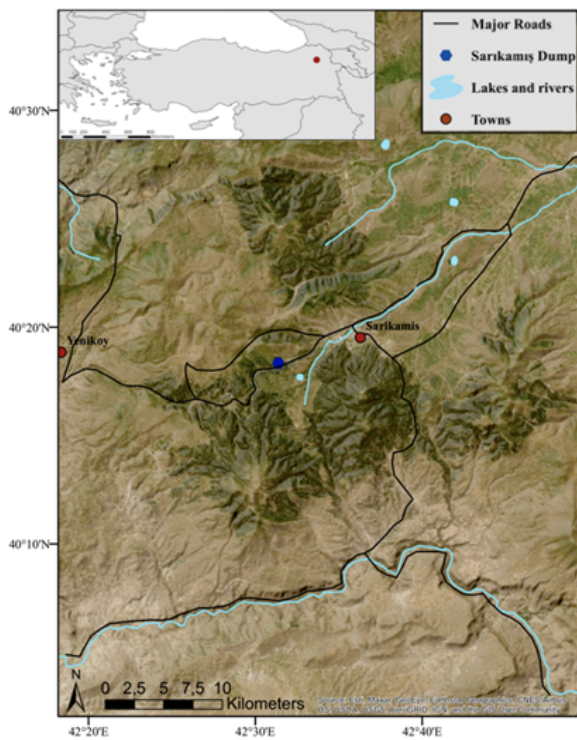 Major Roads
Sarıkamış Dump
Lakes and rivers
Towns
40°30'N
40°20'N
Sarikamis
Yenikoy
40°10'N
N
0 2,5 5 7,5 10
Kilometers
42°20'E
42°30'E
42°40'E